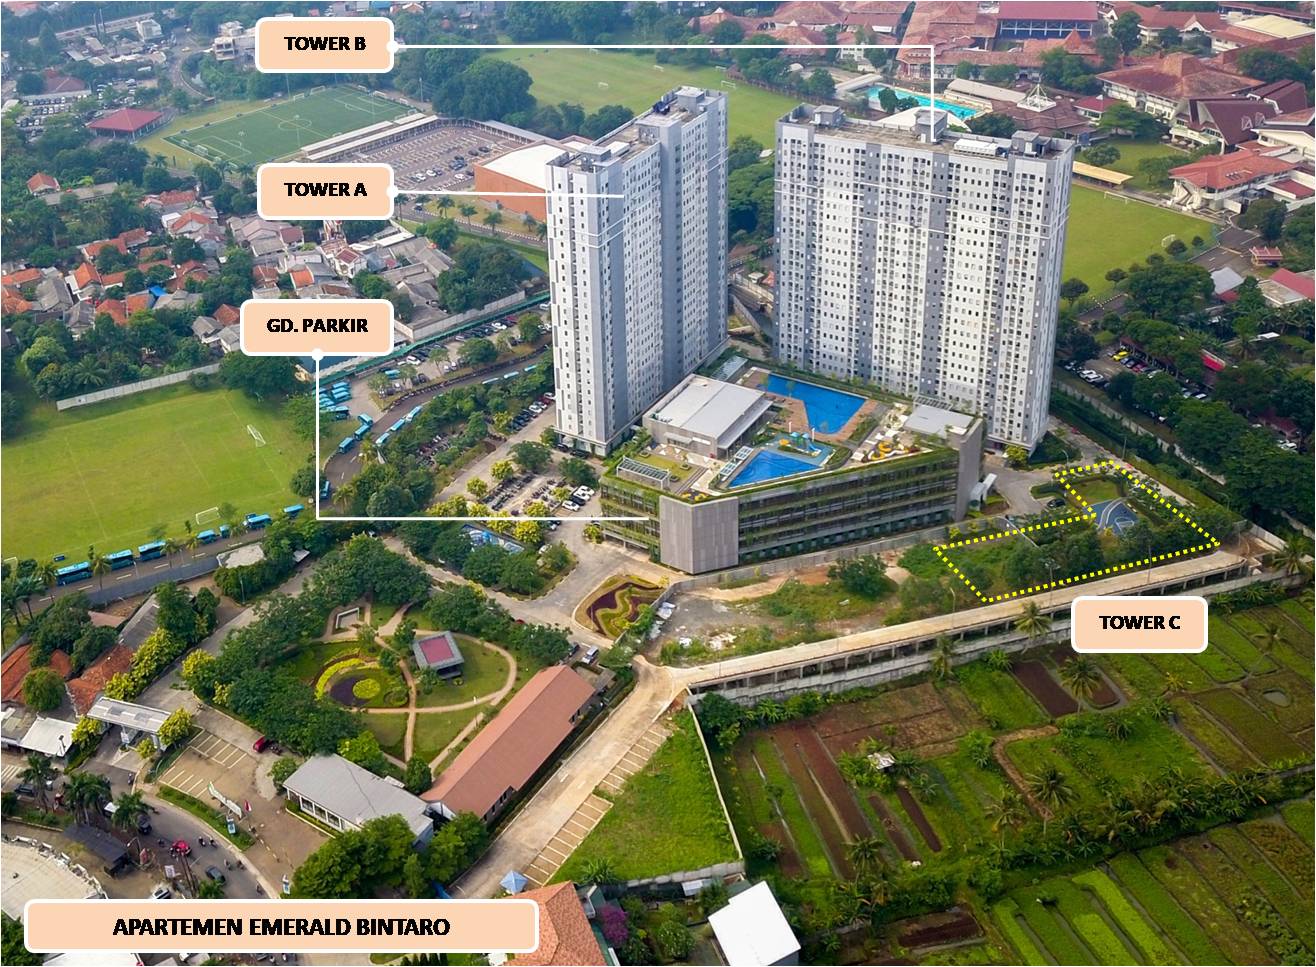 TOWER B
TOWER A
GD. PARKIR
TOWER C
APARTEMEN EMERALD BINTARO